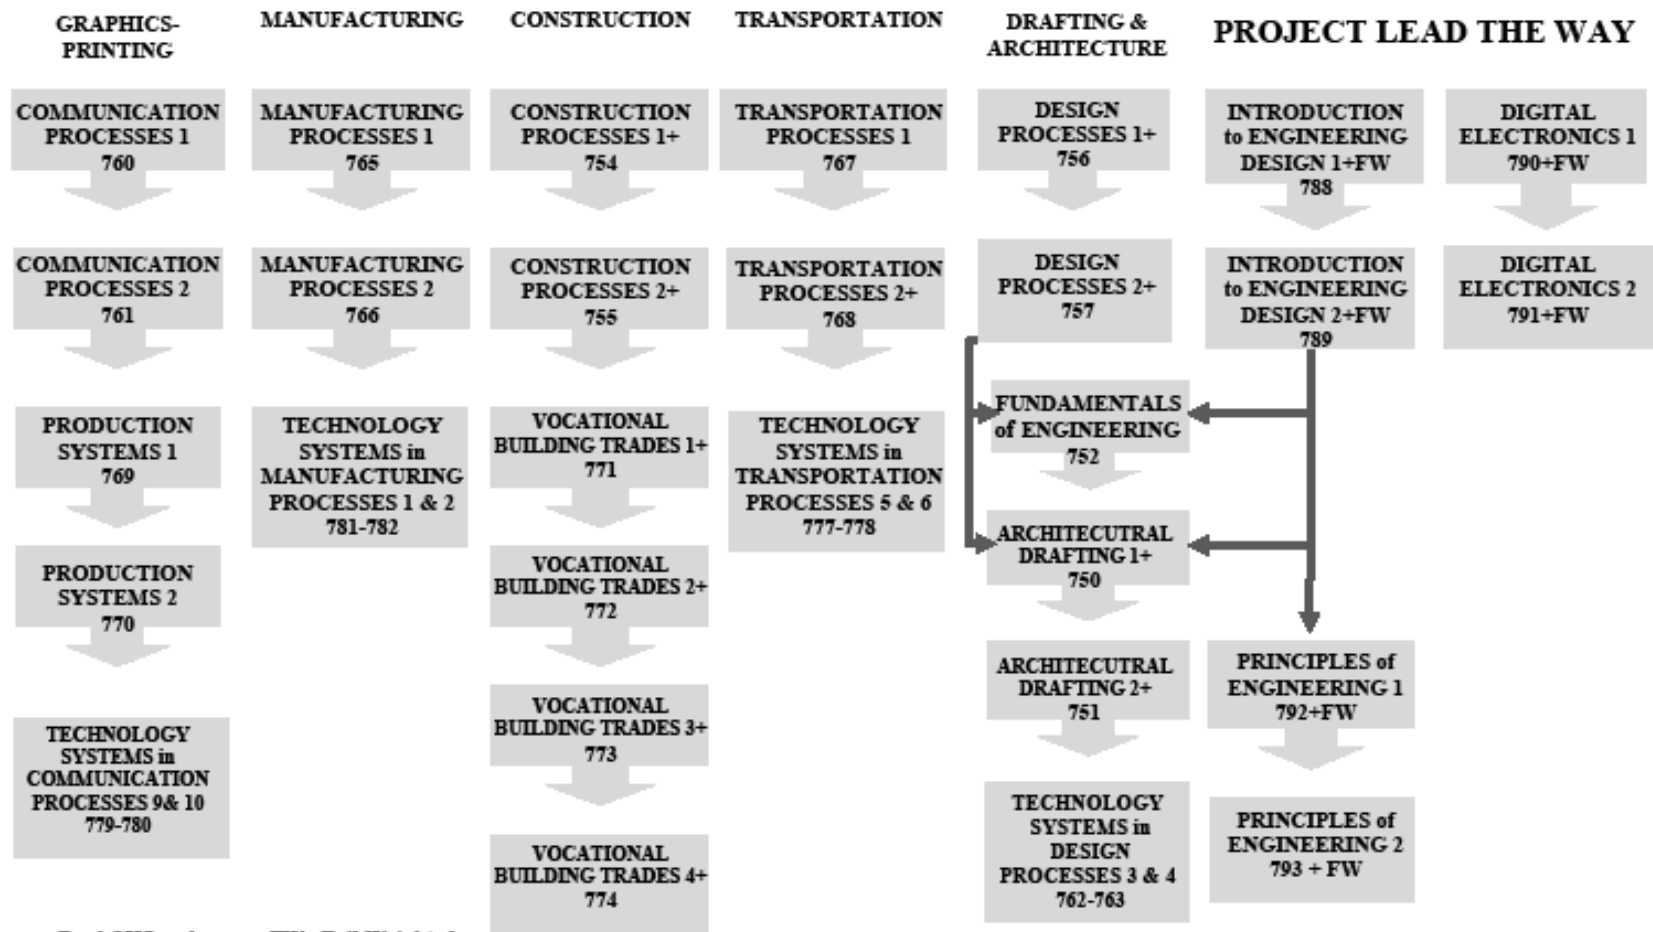 GRAPHICS-
PRINTING
COMMUNICATION
PROCESSES 1
760
COMMUNICATION
PROCESSES 2
761
PRODUCTION
SYSTEMS 1
769
PRODUCTION
SYSTEMS 2
770
TECHNOLOGY
SYSTEMS in
COMMUNICATION
PROCESSES 9& 10
779-780
MANUFACTURING
MANUFACTURING
PROCESSES 1
765
MANUFACTURING
PROCESSES 2
766
TECHNOLOGY
SYSTEMS in
MANUFACTURING
PROCESSES 1 & 2
781-782
CONSTRUCTION
CONSTRUCTION
PROCESSES 1+
754
CONSTRUCTION
PROCESSES 2+
755
VOCATIONAL
BUILDING TRADES 1+
771
VOCATIONAL
BUILDING TRADES 2+
772
VOCATIONAL
BUILDING TRADES 3+
773
VOCATIONAL
BUILDING TRADES 4+
774
TRANSPORTATION
TRANSPORTATION
PROCESSES 1
767
TRANSPORTATION
PROCESSES 2+
768
TECHNOLOGY
SYSTEMS in
TRANSPORTATION
PROCESSES 5 & 6
777-778
DRAFTING &
ARCHITECTURE
DESIGN
PROCESSES 1+
756
DESIGN
PROCESSES 2+
757
FUNDAMENTALS
of ENGINEERING
752
ARCHITECUTRAL
DRAFTING 1+
750
ARCHITECUTRAL
DRAFTING 2+
751
TECHNOLOGY
SYSTEMS in
DESIGN
PROCESSES 3 & 4
762-763
PROJECT LEAD THE WAY
INTRODUCTION
to ENGINEERING
DESIGN 1+FW
788
INTRODUCTION
to ENGINEERING
DESIGN 2+FW
789
PRINCIPLES of
ENGINEERING 1
792+FW
PRINCIPLES of
ENGINEERING 2
793 + FW
DIGITAL
ELECTRONICS 1
790+FW
DIGITAL
ELECTRONICS 2
791+FW